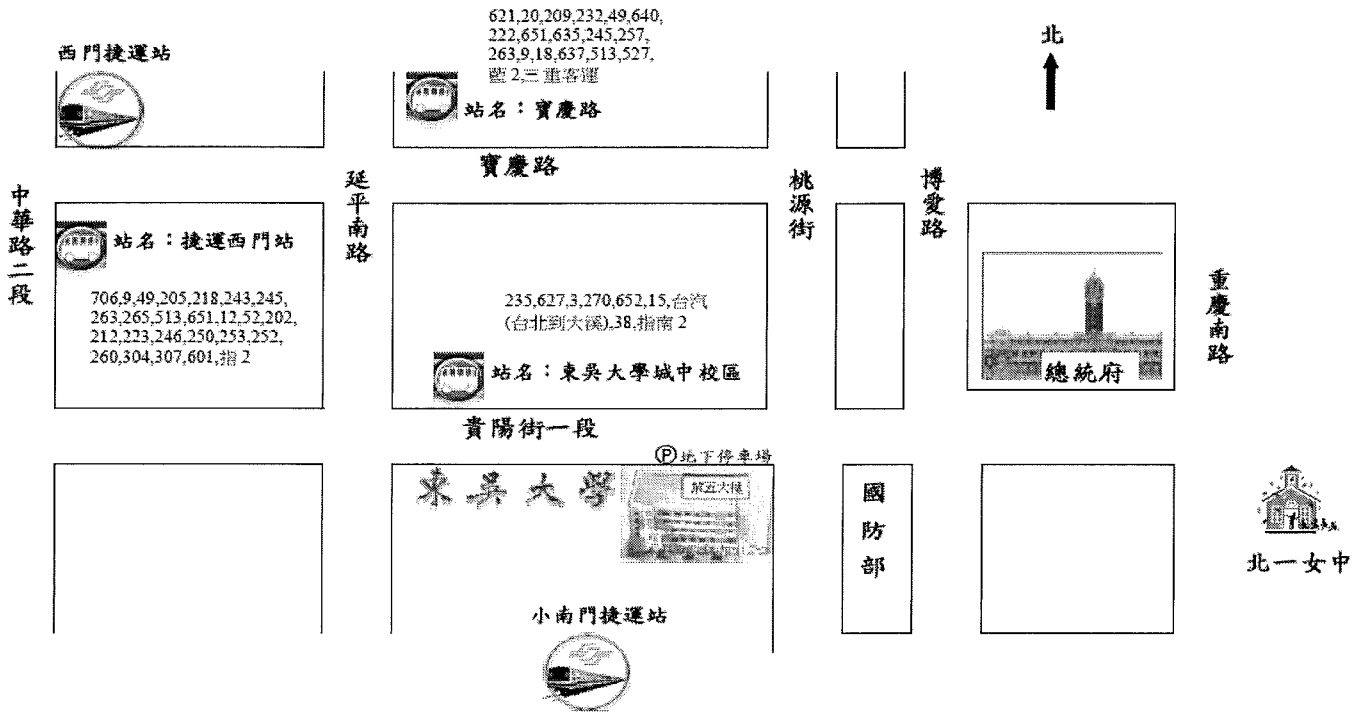 621,20,209,232,49,640,
222,651,635,245,257,
263,9,18,637,513,527,
藍 2,三重客運
站名：寶慶路
西門捷運站
北
寶慶路
中華路二段
延平南路
桃源街
博愛路
重慶南路
站名：捷運西門站
706,9,49,205,218,243,245,
263,265,513,651,12,52,202,
212,223,246,250,253,252,
260,304,307,601,指 2
235,627,3,270,652,15,台汽
(台北到大溪),38,指南 2
站名：東吳大學城中校區
總統府
貴陽街一段
Ⓟ地下停車場
東吳大學
第五大樓
國防部
北一女中
小南門捷運站